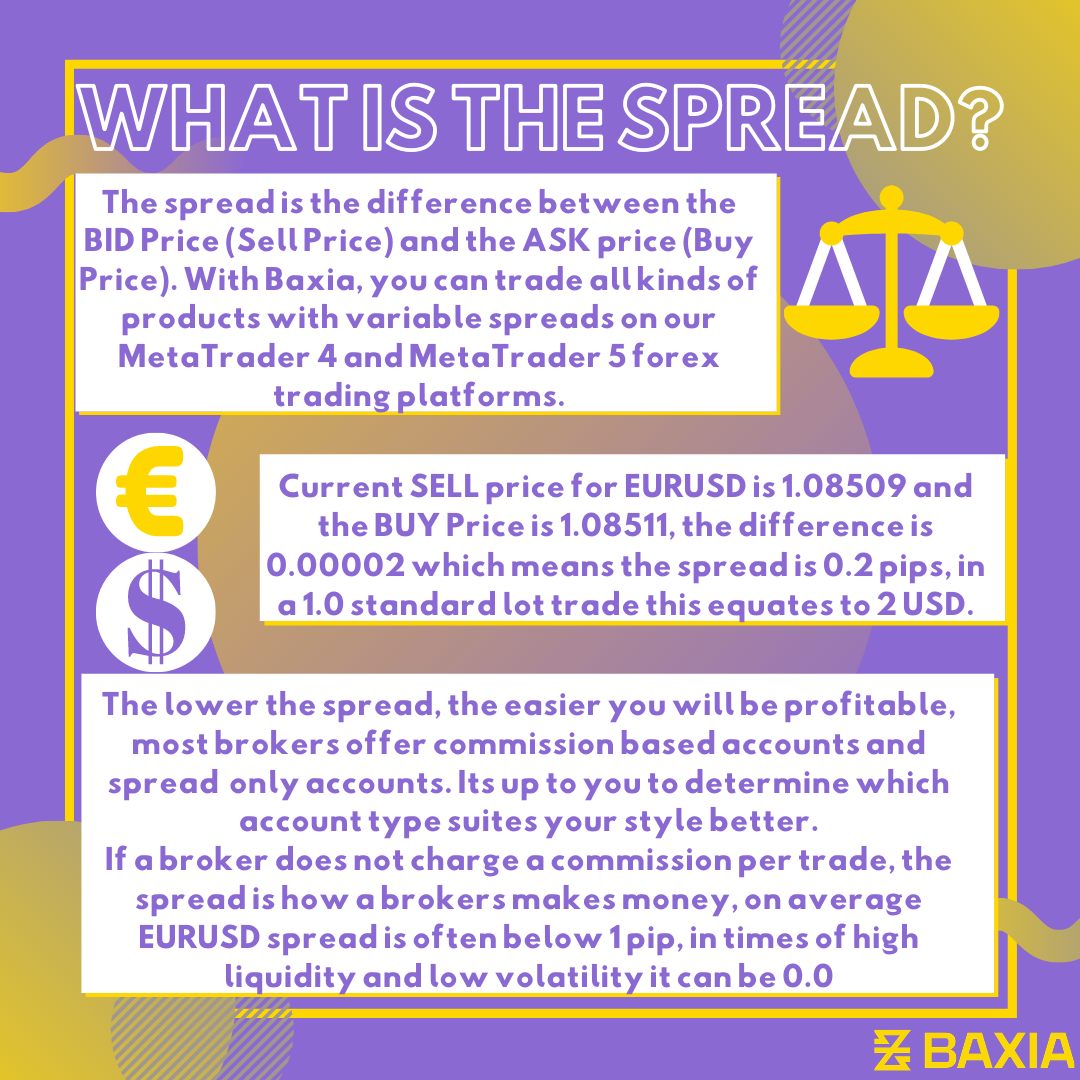 WHAT IS THE SPREAD?
The spread is the difference between the
BID Price (Sell Price) and the ASK price (Buy
Price). With Baxia, you can trade all kinds of
products with variable spreads on our
MetaTrader 4 and MetaTrader 5 forex
trading platforms.
€
Current SELL price for EURUSD is 1.08509 and
the BUY Price is 1.08511, the difference is
0.00002 which means the spread is 0.2 pips, in
a 1.0 standard lot trade this equates to 2 USD.
$
The lower the spread, the easier you will be profitable,
most brokers offer commission based accounts and
spread only accounts. Its up to you to determine which
account type suites your style better.
If a broker does not charge a commission per trade, the
spread is how a brokers makes money, on average
EURUSD spread is often below 1 pip, in times of high
liquidity and low volatility it can be 0.0
BAXIA